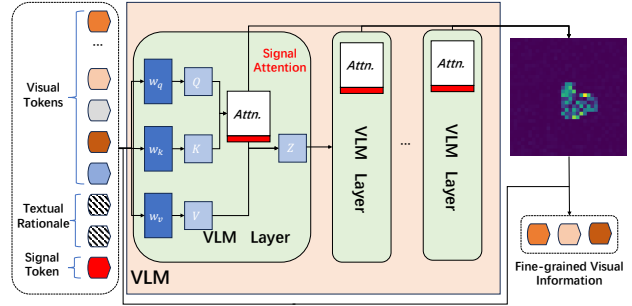 ...
Visual
Tokens
Textual
Rationale
Signal
Token
w_q
Q
w_k
K
w_v
V
Attn.
Signal
Attention
Z
VLM Layer
VLM
Attn.
VLM
Layer
...
Attn.
VLM
Layer
Fine-grained Visual
Information